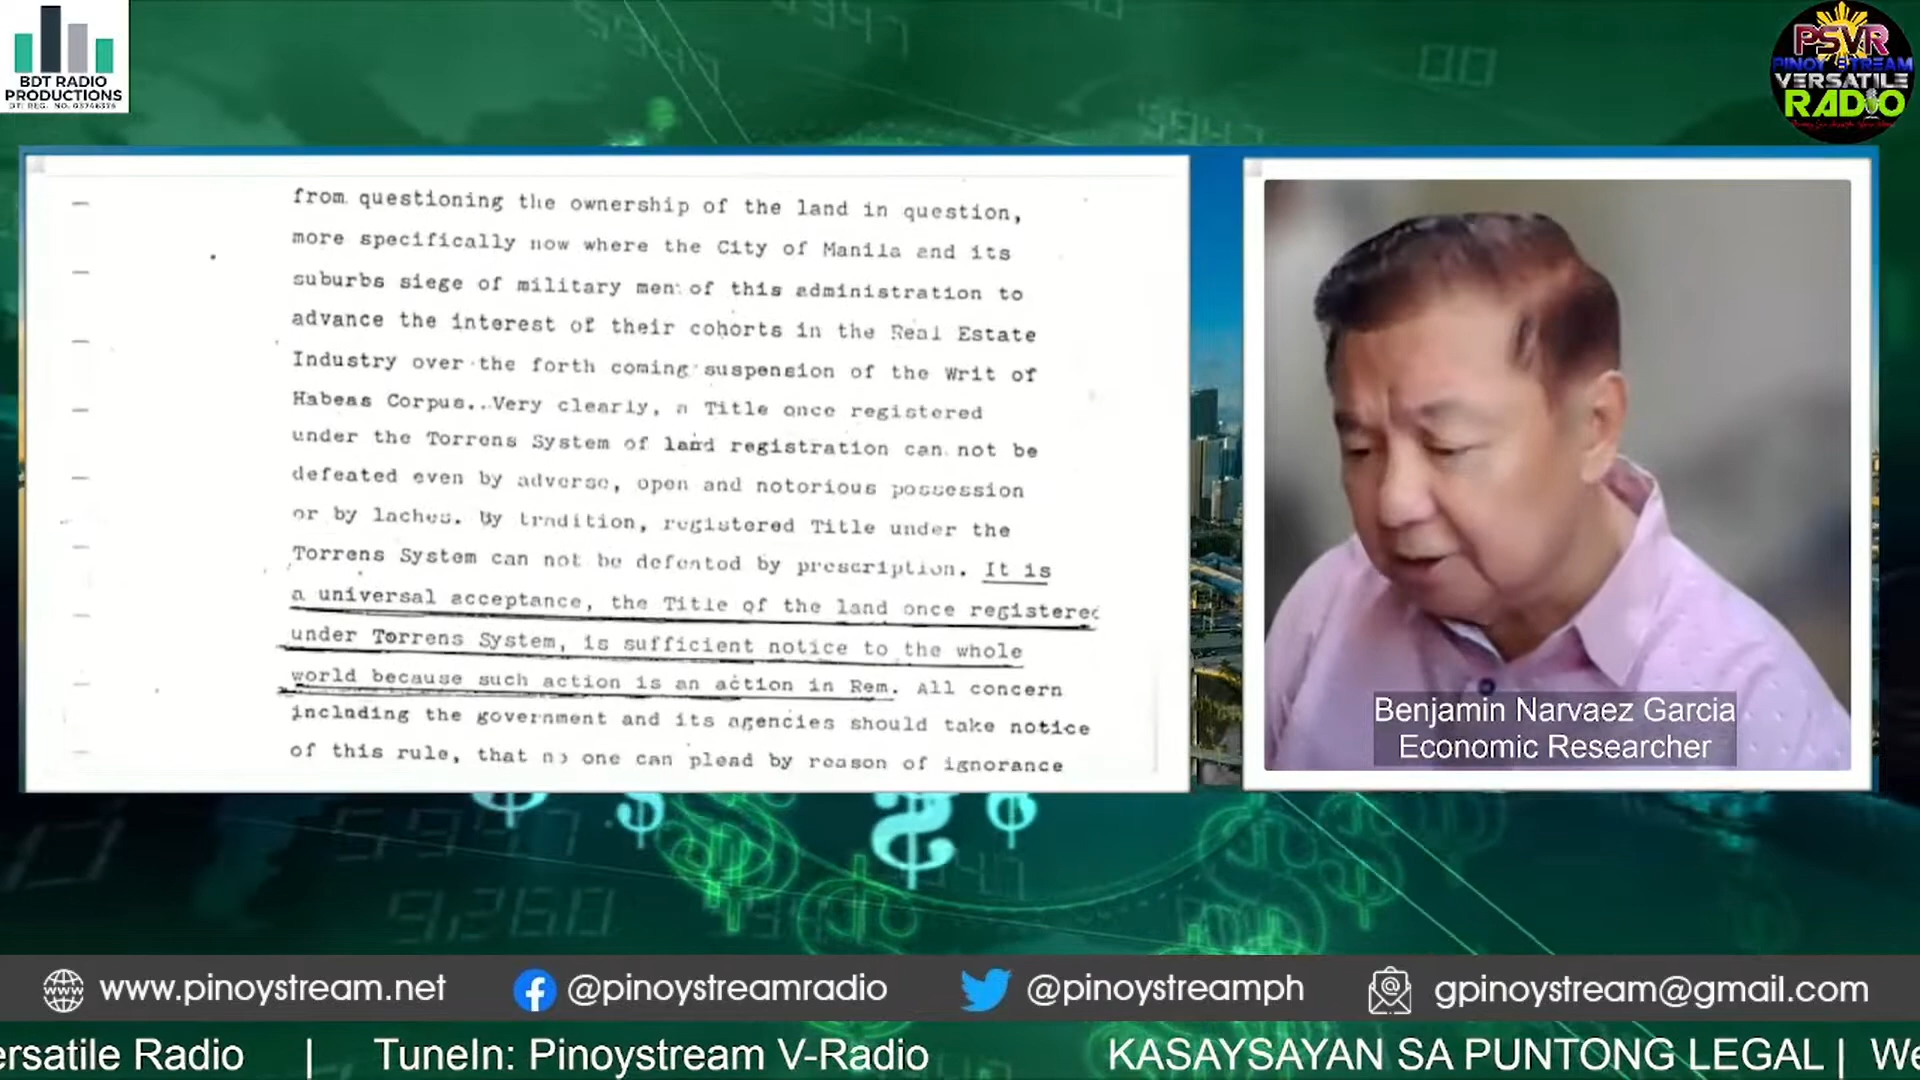 BDT RADIO
PRODUCTIONS
DTI REG. NO. 03746376
PSVR
PINOY STREAM
VERSATILE
RADIO
from questioning the ownership of the land in question,
more specifically now where the City of Manila and its
suburbs siege of military men of this administration to
advance the interest of their cohorts in the Real Estate
Industry over the forth coming suspension of the Writ of
Habeas Corpus..Very clearly, a Title once registered
under the Torrens System of land registration can not be
defeated even by adverse, open and notorious possession
or by laches. By tradition, registered Title under the
Torrens System can not be defeated by prescription. It is
a universal acceptance, the Title of the land once registered
under Torrens System, is sufficient notice to the whole
world because such action is an action in Rem. All concern
including the government and its agencies should take notice
of this rule, that no one can plead by reason of ignorance
Benjamin Narvaez Garcia
Economic Researcher
www.pinoystream.net
@pinoystreamradio
@pinoystreamph
gpinoystream@gmail.com
ersatile Radio | TuneIn: Pinoystream V-Radio KASAYSAYAN SA PUNTONG LEGAL | We